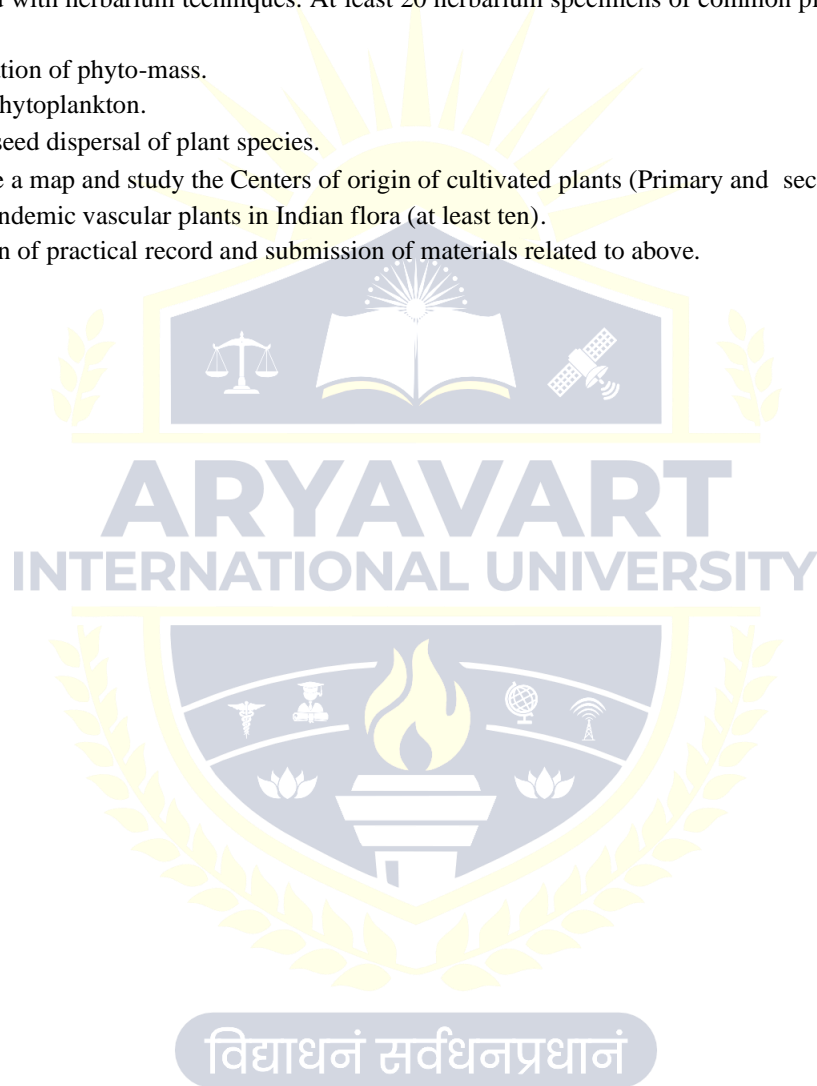 with herbarium techniques. At least 20 herbarium specimens of common
tion of phyto-mass.
hytoplankton.
seed dispersal of plant species.
e a map and study the Centers of origin of cultivated plants (Primary and sec
ndemic vascular plants in Indian flora (at least ten).
n of practical record and submission of materials related to above.
ARYAVART
INTERNATIONAL UNIVERSITY
विद्याधनं सर्वधनप्रधानं